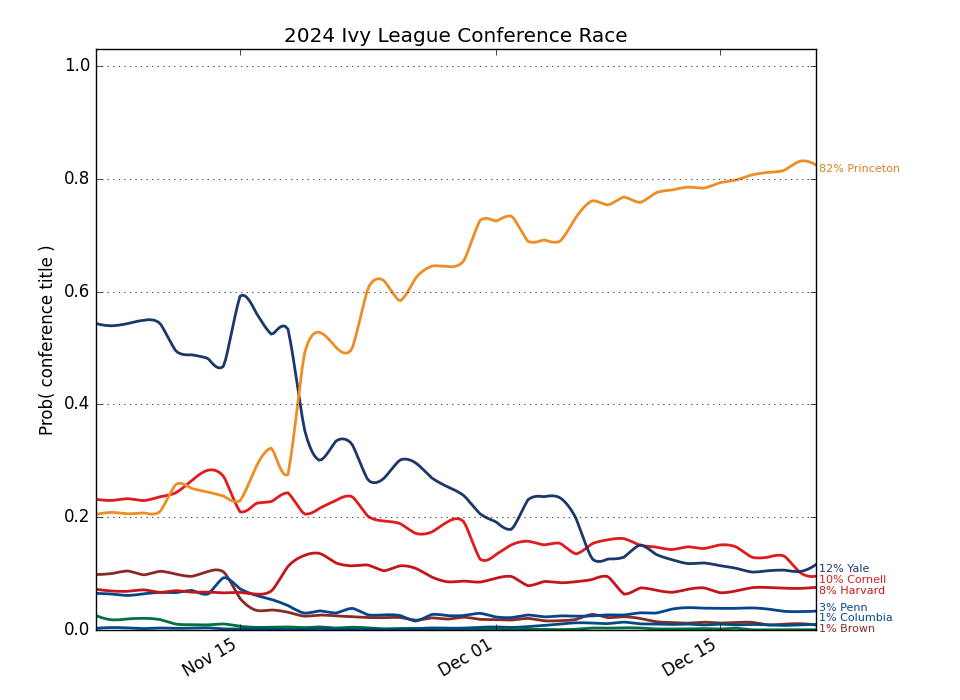 2024 Ivy League Conference Race
Prob( conference title )
1.0
0.8
0.6
0.4
0.2
0.0
Nov 15
Dec 01
Dec 15
82% Princeton
12% Yale
10% Cornell
8% Harvard
3% Penn
1% Columbia
1% Brown